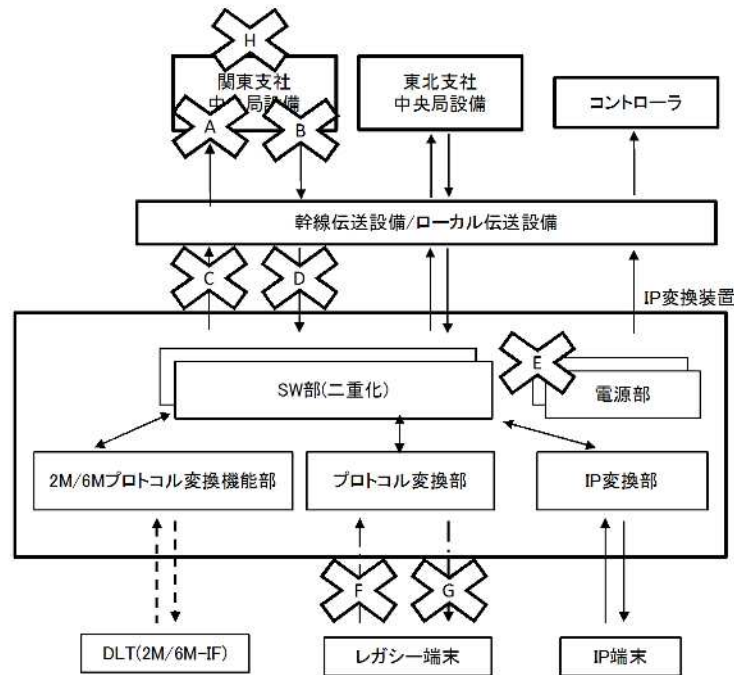 H
関東支社
中央局設備
東北支社
中央局設備
コントローラ
A
B
幹線伝送設備/ローカル伝送設備
C
D
IP変換装置
E
SW部(二重化)
電源部
2M/6Mプロトコル変換機能部
プロトコル変換部
IP変換部
F
G
DLT(2M/6M-IF)
レガシー端末
IP端末